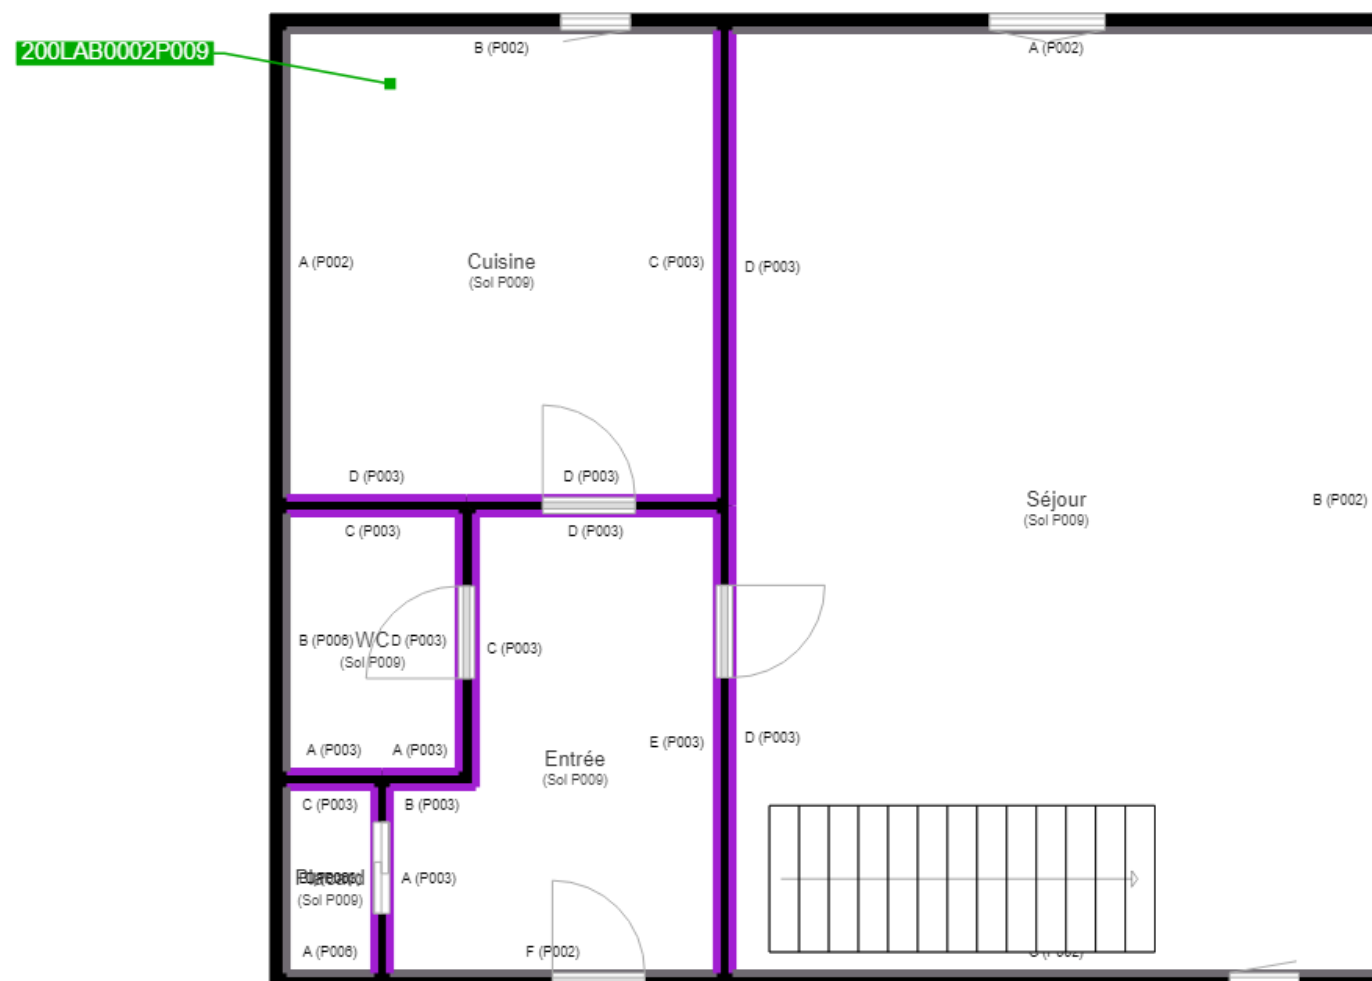 200LAB0002P009
B (P002)
A (P002)
A (P002)
Cuisine
(Sol P009)
C (P003)
D (P003)
D (P003)
D (P003)
C (P003)
D (P003)
Séjour
(Sol P009)
B (P002)
B (P006)
WC
(Sol P009)
D (P003)
C (P003)
A (P003)
A (P003)
Entrée
(Sol P009)
E (P003)
D (P003)
C (P003)
B (P003)
Placard
(Sol P009)
A (P003)
A (P006)
F (P002)